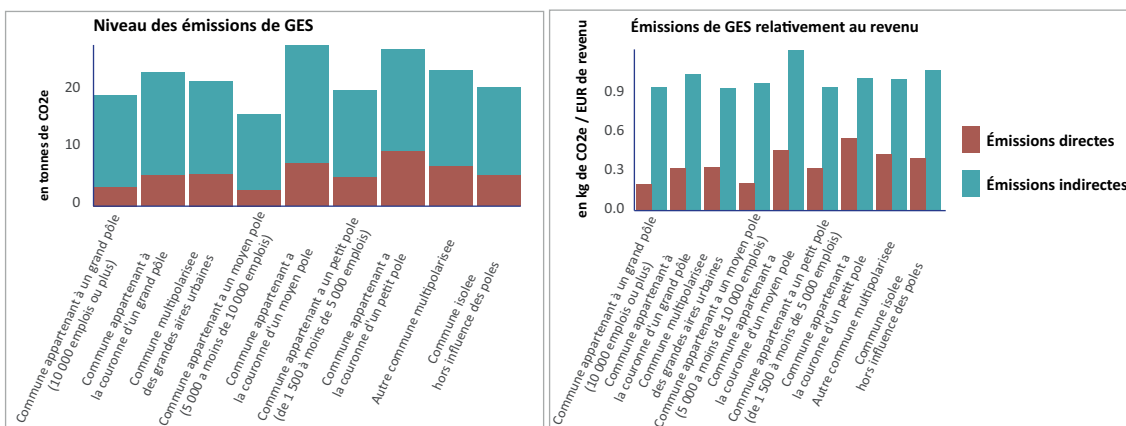 Niveau des émissions de GES
en tonnes de CO2e
20
10
0
Commune appartenant à un grand pôle
(10 000 emplois ou plus)
Commune appartenant à
la couronne d'un grand pôle
Commune multipolarisee
des grandes aires urbaines
Commune appartenant a un moyen pole
(5 000 a moins de 10 000 emplois)
Commune appartenant a
la couronne d'un moyen pole
Commune appartenant a un petit pole
(de 1 500 à moins de 5 000 emplois)
Commune appartenant a
la couronne d'un petit pole
Autre commune multipolarisee
Commune isolee
hors influence des poles
Émissions de GES relativement au revenu
en kg de CO2e / EUR de revenu
0.9
0.6
0.3
0.0
Commune appartenant à un grand pôle
(10 000 emplois ou plus)
Commune appartenant à
la couronne d'un grand pôle
Commune multipolarisee
des grandes aires urbaines
Commune appartenant a un moyen pole
(5 000 a moins de 10 000 emplois)
Commune appartenant a
la couronne d'un moyen pole
Commune appartenant a un petit pole
(de 1 500 à moins de 5 000 emplois)
Commune appartenant a
la couronne d'un petit pole
Autre commune multipolarisee
Commune isolee
hors influence des poles
Émissions directes
Émissions indirectes